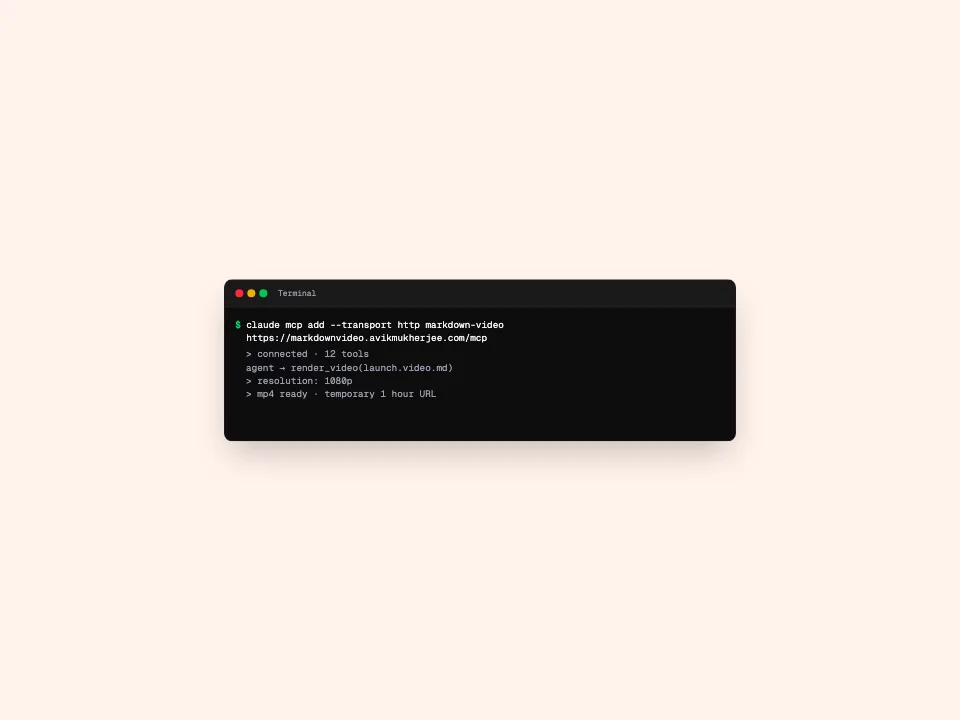 Terminal
$ claude mcp add --transport http markdown-video
https://markdownvideo.avikmukherjee.com/mcp
> connected · 12 tools
agent → render_video(launch.video.md)
> resolution: 1080p
> mp4 ready · temporary 1 hour URL